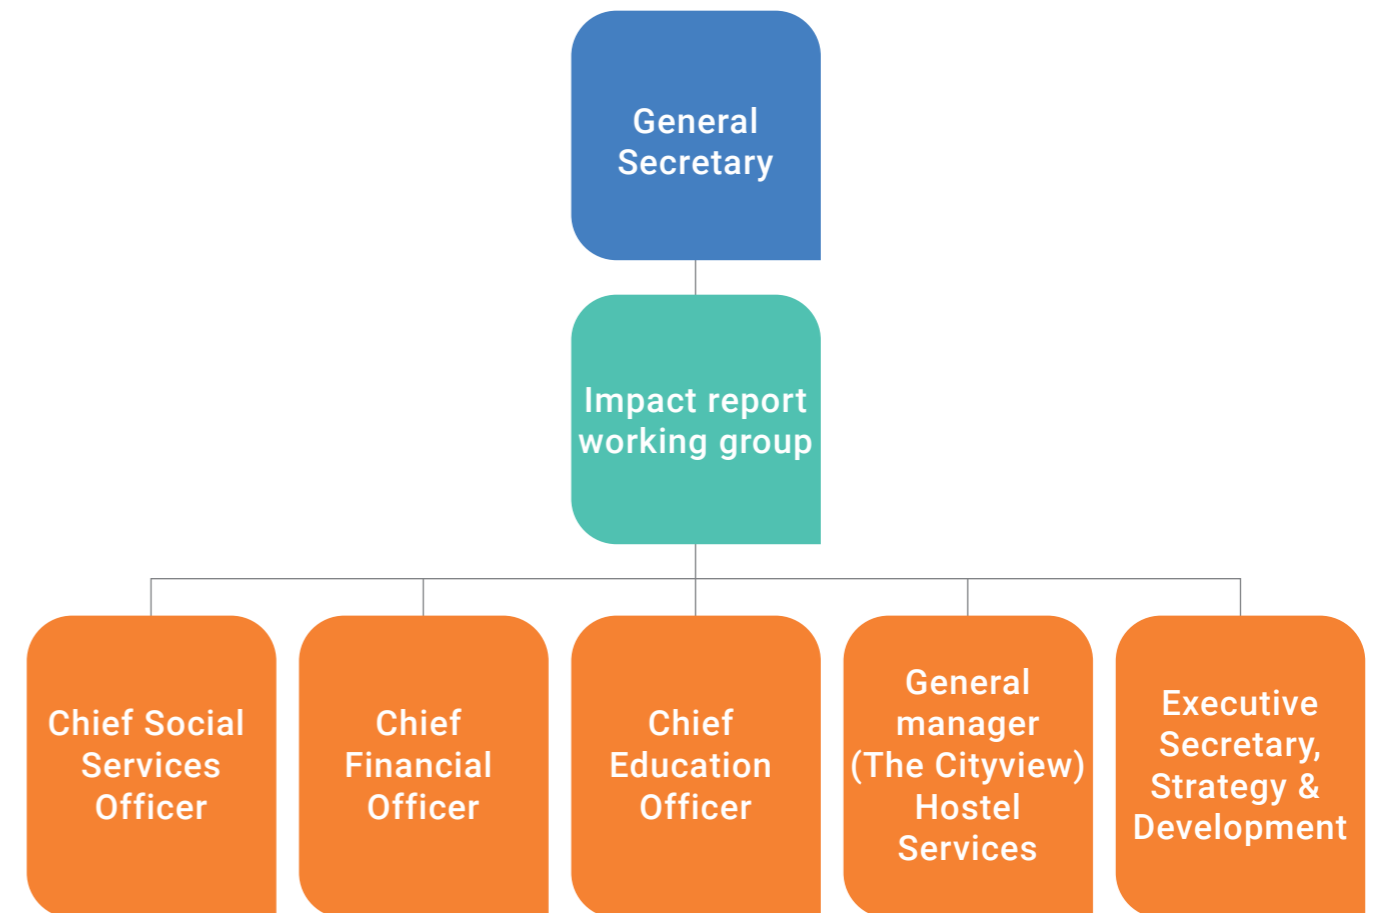 General
Secretary
Impact report
working group
Chief Social
Services
Officer
Chief
Financial
Officer
Chief
Education
Officer
General
manager
(The Cityview)
Hostel
Services
Executive
Secretary,
Strategy &
Development